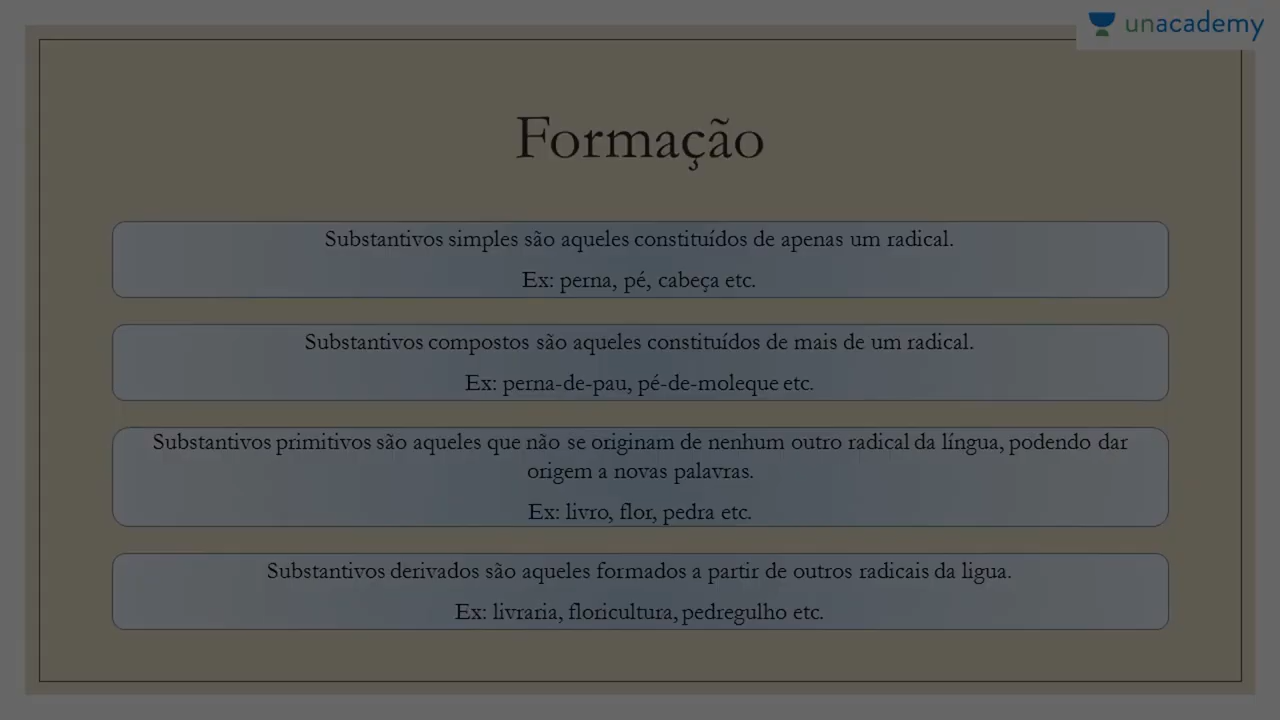 unacademy
Formação
Substantivos simples são aqueles constituídos de apenas um radical.
Ex: perna, pé, cabeça etc.
Substantivos compostos são aqueles constituídos de mais de um radical.
Ex: perna-de-pau, pé-de-moleque etc.
Substantivos primitivos são aqueles que não se originam de nenhum outro radical da língua, podendo dar
origem a novas palavras.
Ex: livro, flor, pedra etc.
Substantivos derivados são aqueles formados a partir de outros radicais da ligua.
Ex: livraria, floricultura, pedregulho etc.